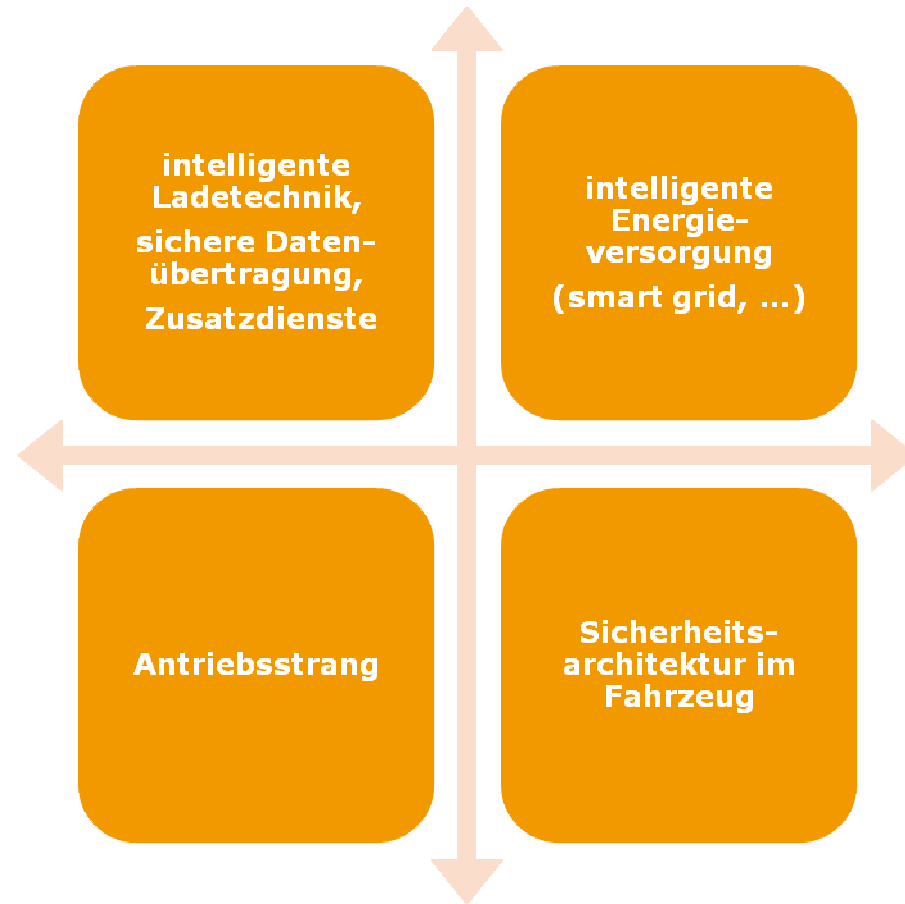 intelligente
Ladetechnik,
sichere Daten-
übertragung,
Zusatzdienste
intelligente
Energie-
versorgung
(smart grid, ...)
Antriebsstrang
Sicherheits-
architektur im
Fahrzeug